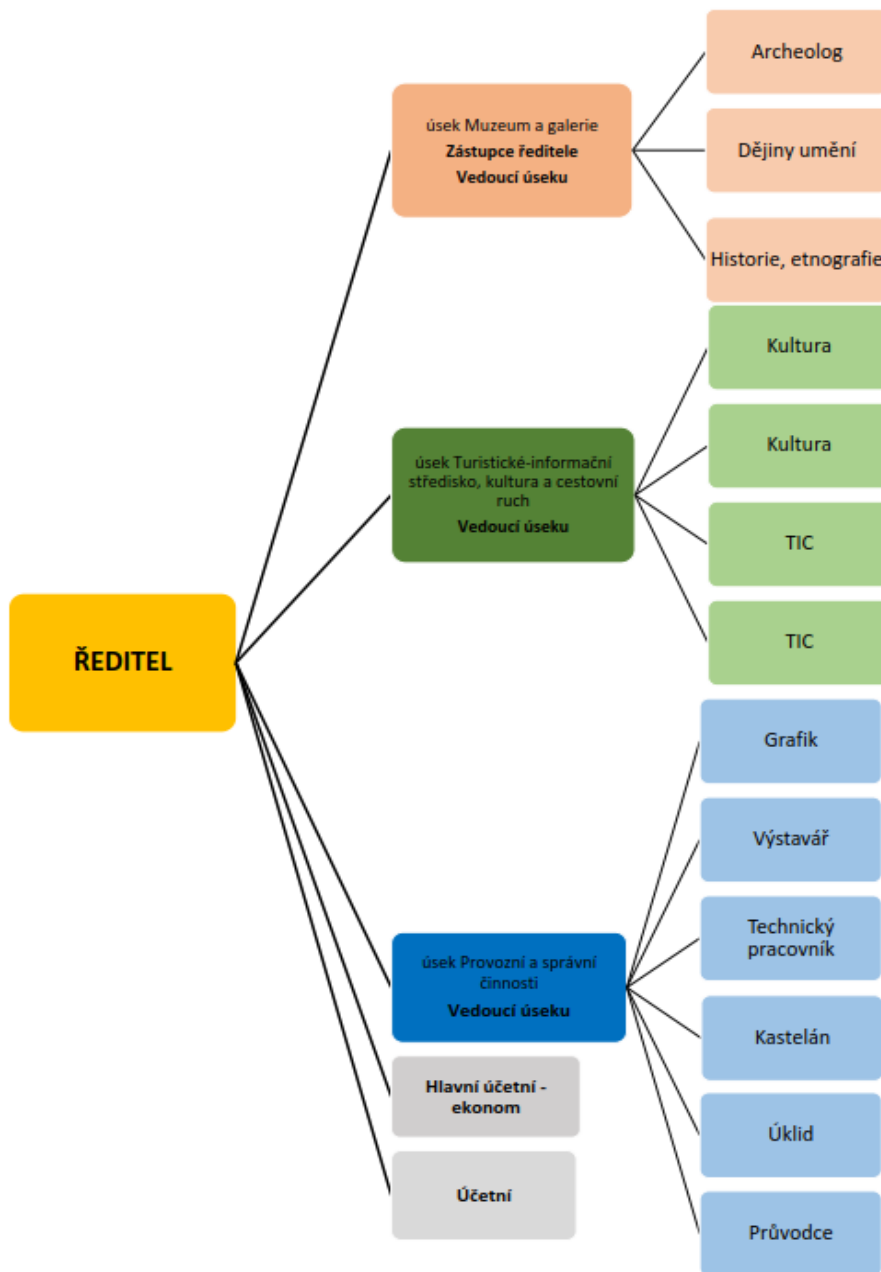 Archeolog
úsek Muzeum a galerie
Zástupce ředitele
Vedoucí úseku
Dějiny umění
Historie, etnografie
Kultura
Kultura
úsek Turistické-informační
středisko, kultura a cestovní
ruch
Vedoucí úseku
TIC
TIC
ŘEDITEL
Grafik
Výstavář
Technický
pracovník
úsek Provozní a správní
činnosti
Vedoucí úseku
Kastelán
Hlavní účetní -
ekonom
Úklid
Účetní
Průvodce